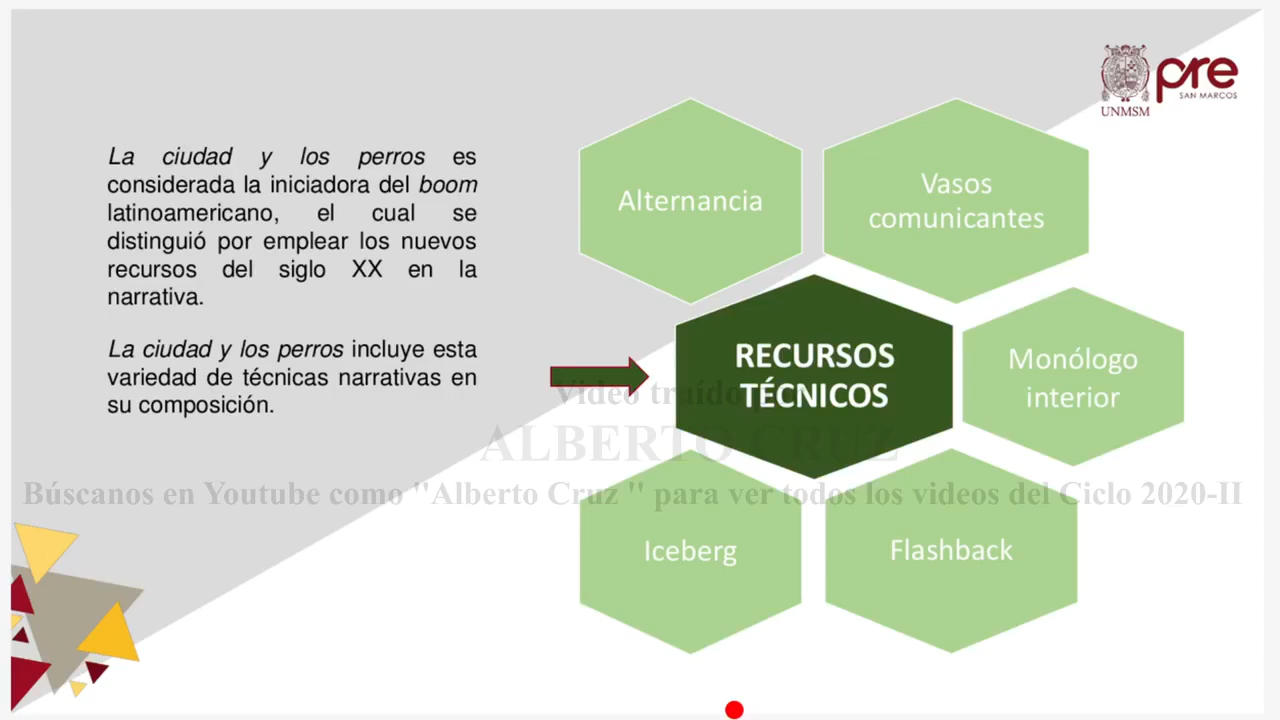 pre
SAN MARCOS
UNMSM
La ciudad y los perros es
considerada la iniciadora del boom
latinoamericano, el cual se
distinguió por emplear los nuevos
recursos del siglo XX en la
narrativa.
La ciudad y los perros incluye esta
variedad de técnicas narrativas en
su composición.
Alternancia
Vasos
comunicantes
RECURSOS
TÉCNICOS
Monólogo
interior
Iceberg
Flashback
Video traído
ALBERTO CRUZ
Búscanos en Youtube como "Alberto Cruz " para ver todos los videos del Ciclo 2020-II